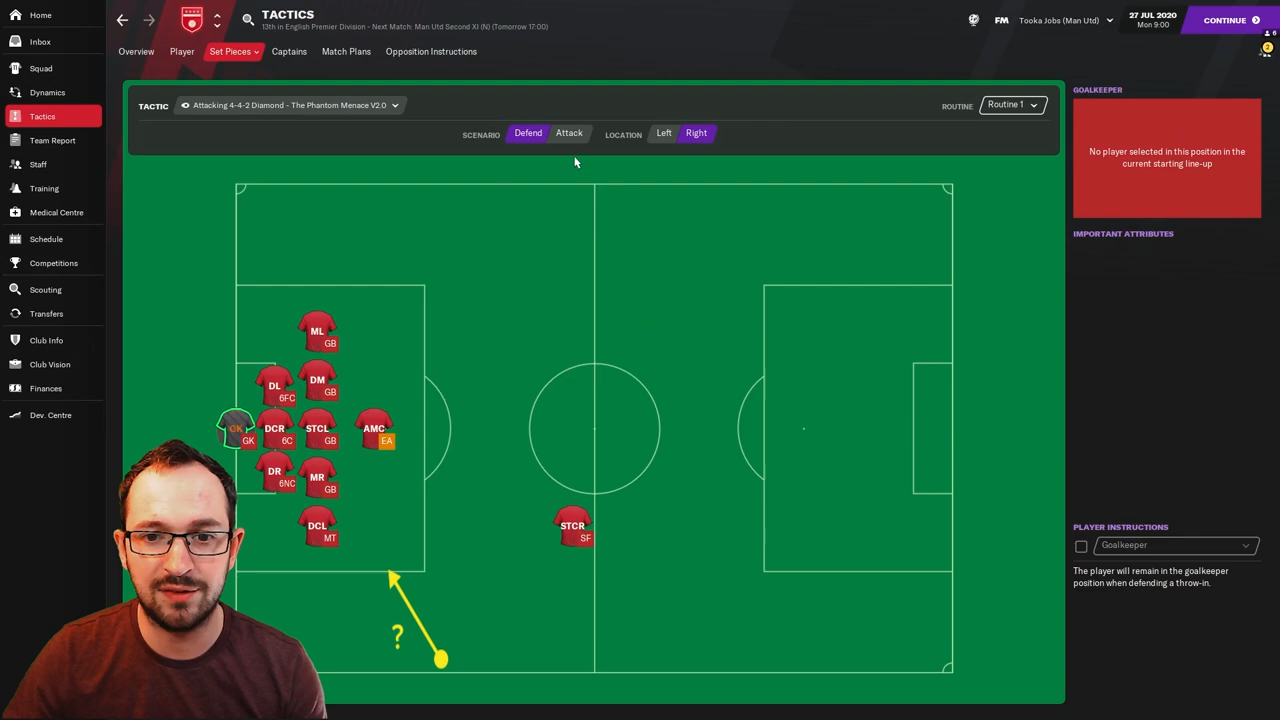 TACTICS
13th in English Premier Division - Next Match: Man Utd Second XI (N) (Tomorrow 17:00)
FM
Tooka Jobs (Man Utd)
27 JUL 2020
Mon 9:00
CONTINUE
6
2
Home
Inbox
Squad
Dynamics
Tactics
Team Report
Staff
Training
Medical Centre
Schedule
Competitions
Scouting
Transfers
Club Info
Club Vision
Finances
Dev. Centre
Overview
Player
Set Pieces
Captains
Match Plans
Opposition Instructions
TACTIC
Attacking 4-4-2 Diamond - The Phantom Menace V2.0
ROUTINE
Routine 1
SCENARIO
Defend
Attack
LOCATION
Left
Right
ML
GB
DL
6FC
DM
GB
GK
GK
DCR
6C
STCL
GB
AMC
EA
DR
6NC
MR
GB
DCL
MT
STCR
SF
?
GOALKEEPER
No player selected in this position in the
current starting line-up
IMPORTANT ATTRIBUTES
PLAYER INSTRUCTIONS
Goalkeeper
The player will remain in the goalkeeper
position when defending a throw-in.